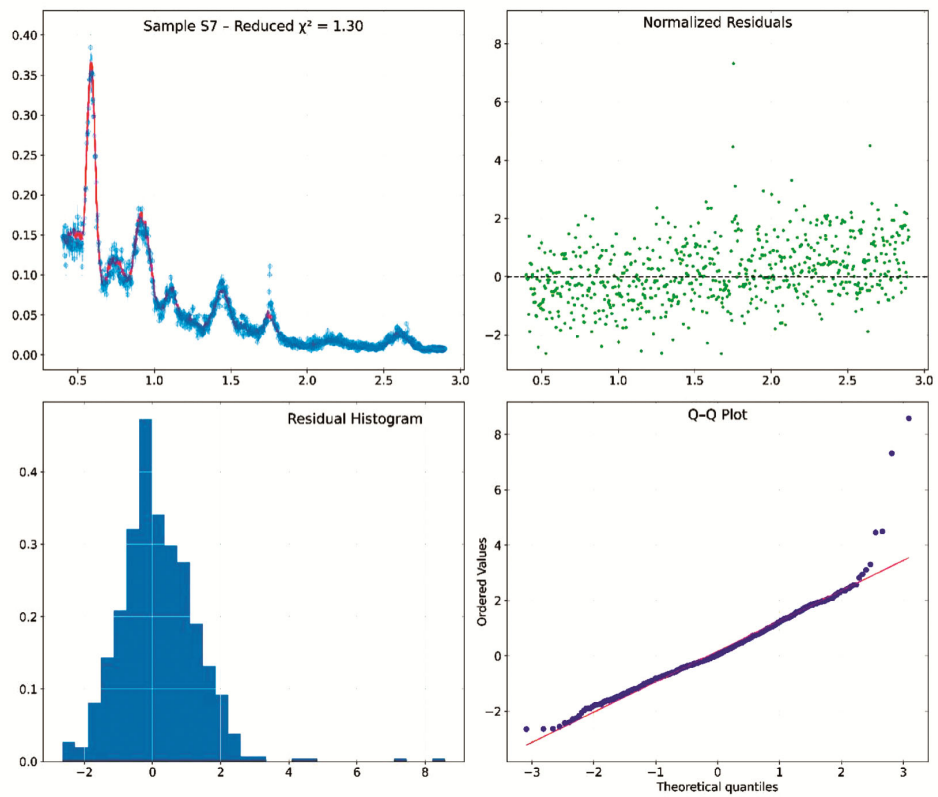 Sample S7 – Reduced χ² = 1.30
0.40
0.35
0.30
0.25
0.20
0.15
0.10
0.05
0.00
0.5 1.0 1.5 2.0 2.5 3.0
Normalized Residuals
8
6
4
2
0
−2
0.5 1.0 1.5 2.0 2.5 3.0
Residual Histogram
0.4
0.3
0.2
0.1
0.0
−2 0 2 4 6 8
Q–Q Plot
Ordered Values
8
6
4
2
0
−2
−3 −2 −1 0 1 2 3
Theoretical quantiles